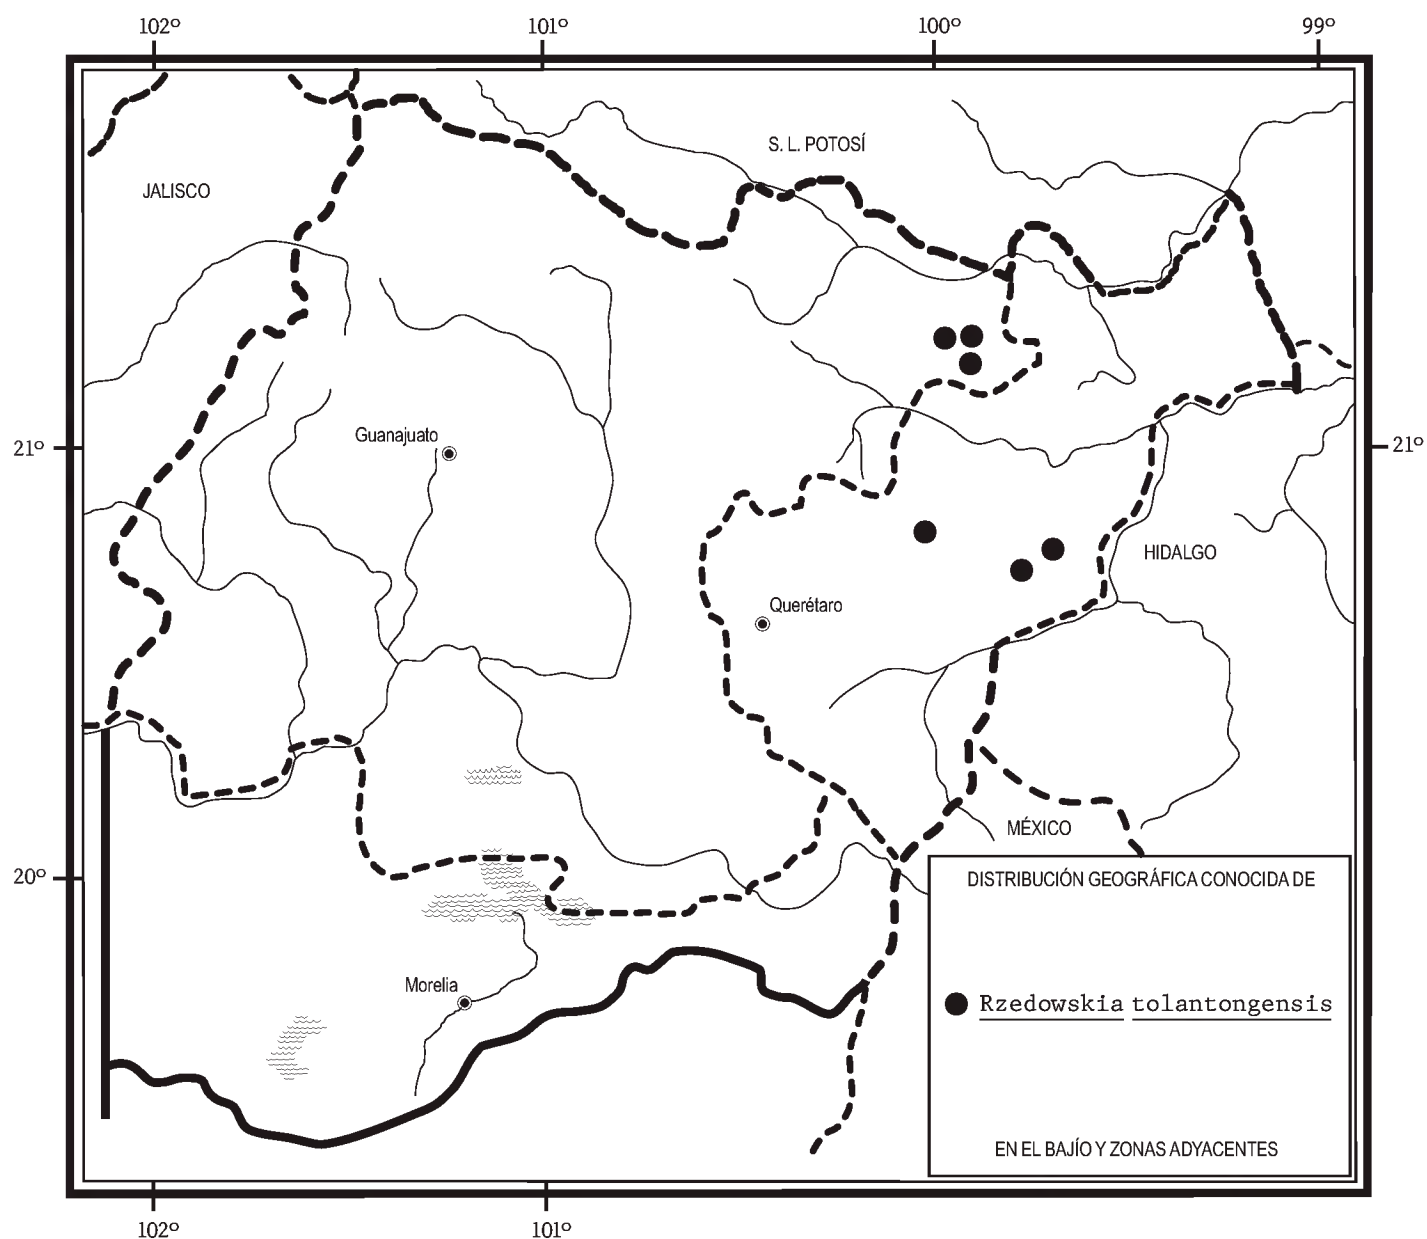 102º 101º 100º 99º
S. L. POTOSÍ
JALISCO
Guanajuato
21º 21º
HIDALGO
Querétaro
MÉXICO
20º
DISTRIBUCIÓN GEOGRÁFICA CONOCIDA DE
Morelia
Rzedowskia tolantongensis
EN EL BAJÍO Y ZONAS ADYACENTES
102º 101º